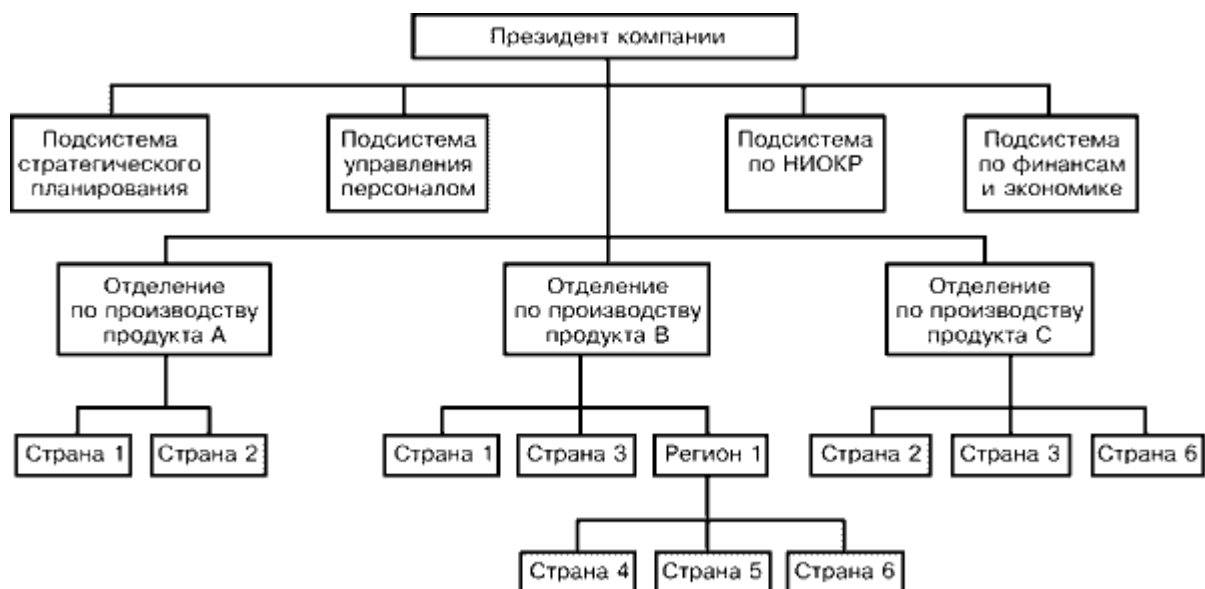 Президент компании
Подсистема
стратегического
планирования
Подсистема
управления
персоналом
Подсистема
по НИОКР
Подсистема
по финансам
и экономике
Отделение
по производству
продукта А
Отделение
по производству
продукта В
Отделение
по производству
продукта С
Страна 1
Страна 2
Страна 1
Страна 3
Регион 1
Страна 2
Страна 3
Страна 6
Страна 4
Страна 5
Страна 6